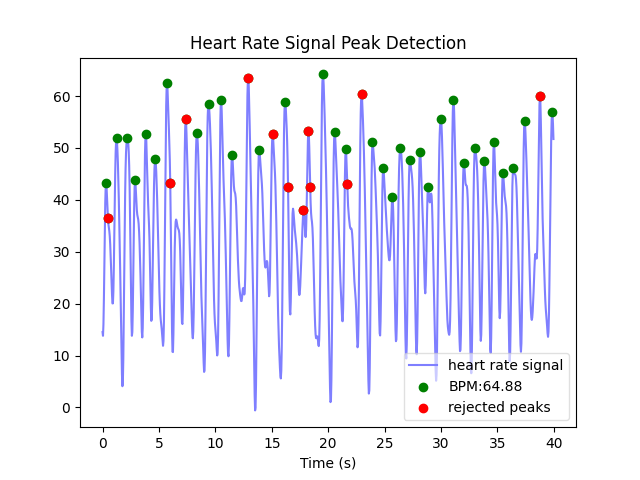 Heart Rate Signal Peak Detection
60
50
40
30
20
10
0
heart rate signal
BPM:64.88
rejected peaks
0 5 10 15 20 25 30 35 40
Time (s)